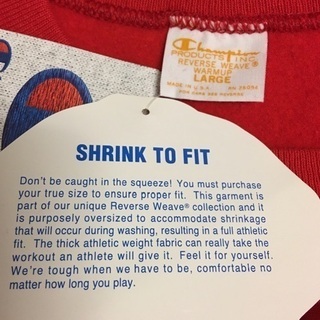 Champion
PRODUCTS INC.
REVERSE WEAVE®
WARMUP
LARGE
MADE IN U.S.A.
SHRINK TO FIT
Don't be caught in the squeeze! You must purchase
your true size to ensure proper fit. This garment is
part of our unique Reverse Weave® collection and it
is purposely oversized to accommodate shrinkage
that will occur during washing, resulting in a full athletic
fit. The thick athletic weight fabric can really take the
workout an athlete will give it. Feel it for yourself.
We're tough when we have to be, comfortable no
matter how long you play.